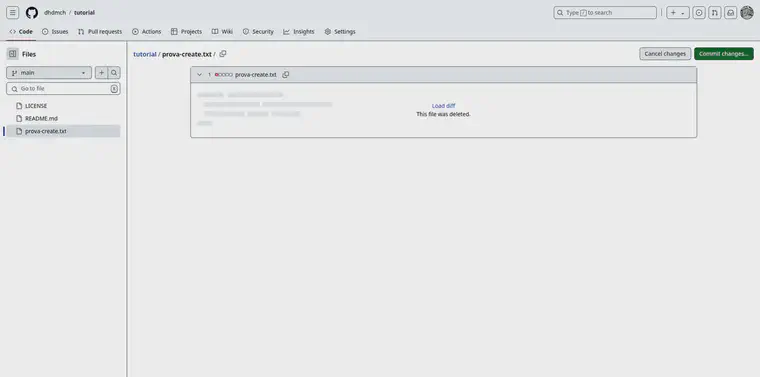 dhdmch / tutorial
Type / to search
Code Issues Pull requests Actions Projects Wiki Security Insights Settings
Files
tutorial / prova-create.txt /
Cancel changes
Commit changes...
main
1 prova-create.txt
Go to file
LICENSE
README.md
prova-create.txt
Load diff
This file was deleted.